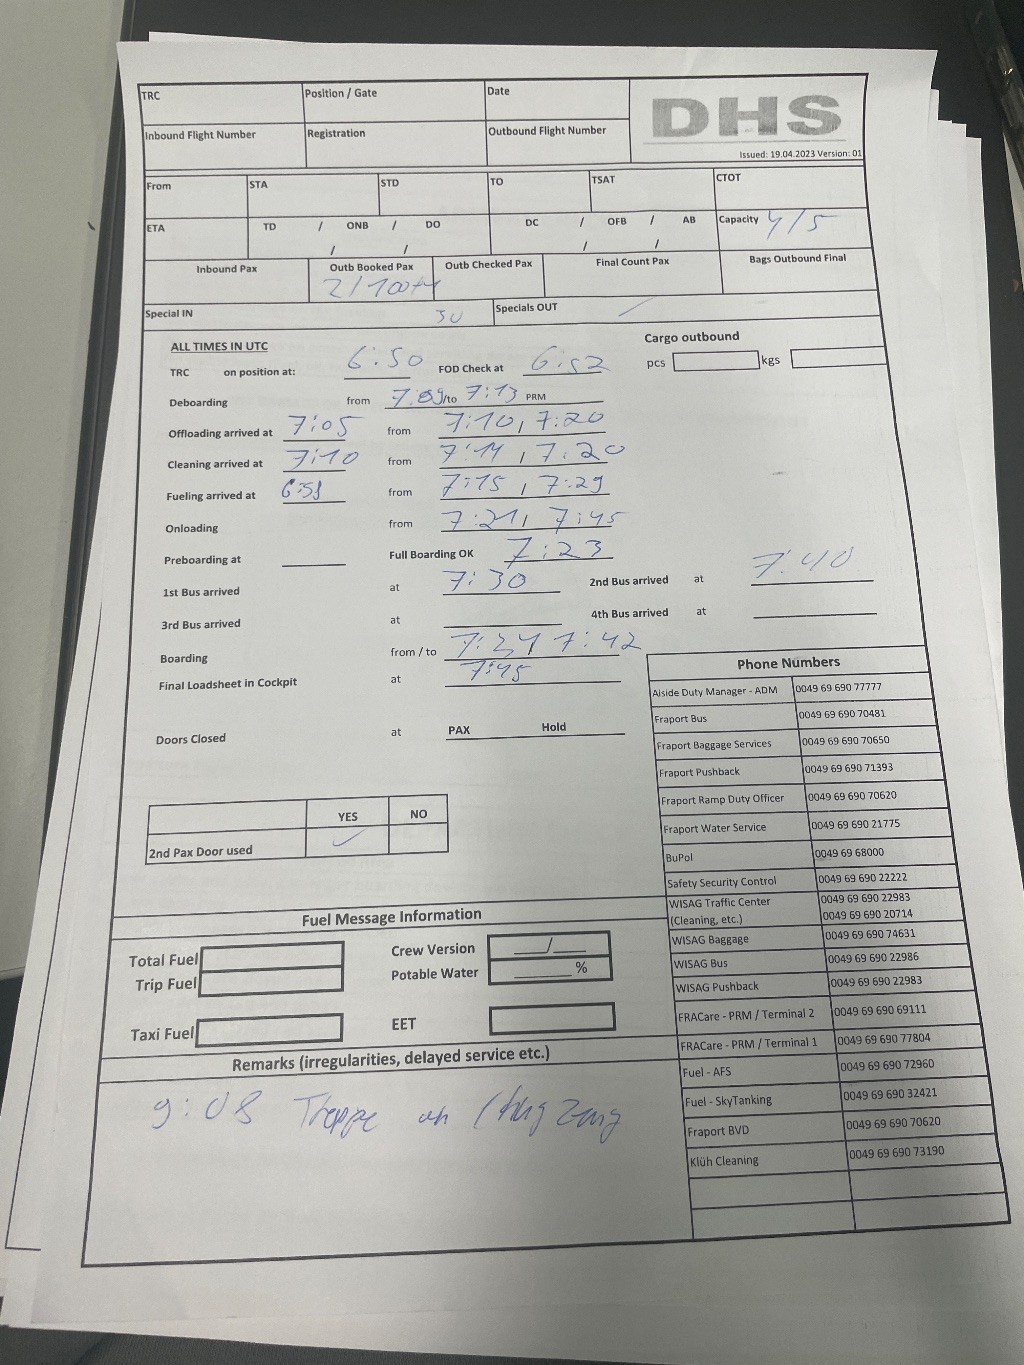 TRC Position / Gate Date DHS
Inbound Flight Number Registration Outbound Flight Number
Issued: 19.04.2023 Version: 01
From STA STD TO TSAT CTOT
ETA TD / ONB / DO DC / OFB / AB Capacity 4/5
/ / / /
Inbound Pax Outb Booked Pax Outb Checked Pax Final Count Pax Bags Outbound Final
2/100+
Special IN Specials OUT
ALL TIMES IN UTC Cargo outbound
TRC on position at: 6:50 FOD Check at 6:52 pcs kgs
Deboarding from 7:09/to 7:13 PRM
Offloading arrived at 7:05 from 7:10, 7:20
Cleaning arrived at 7:10 from 7:14, 7:20
Fueling arrived at from 7:15, 7:29
Onloading from 7:21, 7:45
Preboarding at Full Boarding OK 7:23
1st Bus arrived at 7:30 2nd Bus arrived at 7:40
3rd Bus arrived at 4th Bus arrived at
Boarding from / to 7:42
Final Loadsheet in Cockpit at 7:45
Doors Closed at PAX Hold
YES NO
2nd Pax Door used ✓
Fuel Message Information
Total Fuel Crew Version /
Trip Fuel Potable Water %
Taxi Fuel EET
Remarks (irregularities, delayed service etc.)
9:08 Treppe an
Phone Numbers
Aiside Duty Manager - ADM 0049 69 690 77777
Fraport Bus 0049 69 690 70481
Fraport Baggage Services 0049 69 690 70650
Fraport Pushback 0049 69 690 71393
Fraport Ramp Duty Officer 0049 69 690 70620
Fraport Water Service 0049 69 690 21775
BuPol 0049 69 68000
Safety Security Control 0049 69 690 22222
WISAG Traffic Center 0049 69 690 22983
(Cleaning, etc.) 0049 69 690 20714
WISAG Baggage 0049 69 690 74631
WISAG Bus 0049 69 690 22986
WISAG Pushback 0049 69 690 22983
FRACare - PRM / Terminal 2 0049 69 690 69111
FRACare - PRM / Terminal 1 0049 69 690 77804
Fuel - AFS 0049 69 690 72960
Fuel - SkyTanking 0049 69 690 32421
Fraport BVD 0049 69 690 70620
Klüh Cleaning 0049 69 690 73190